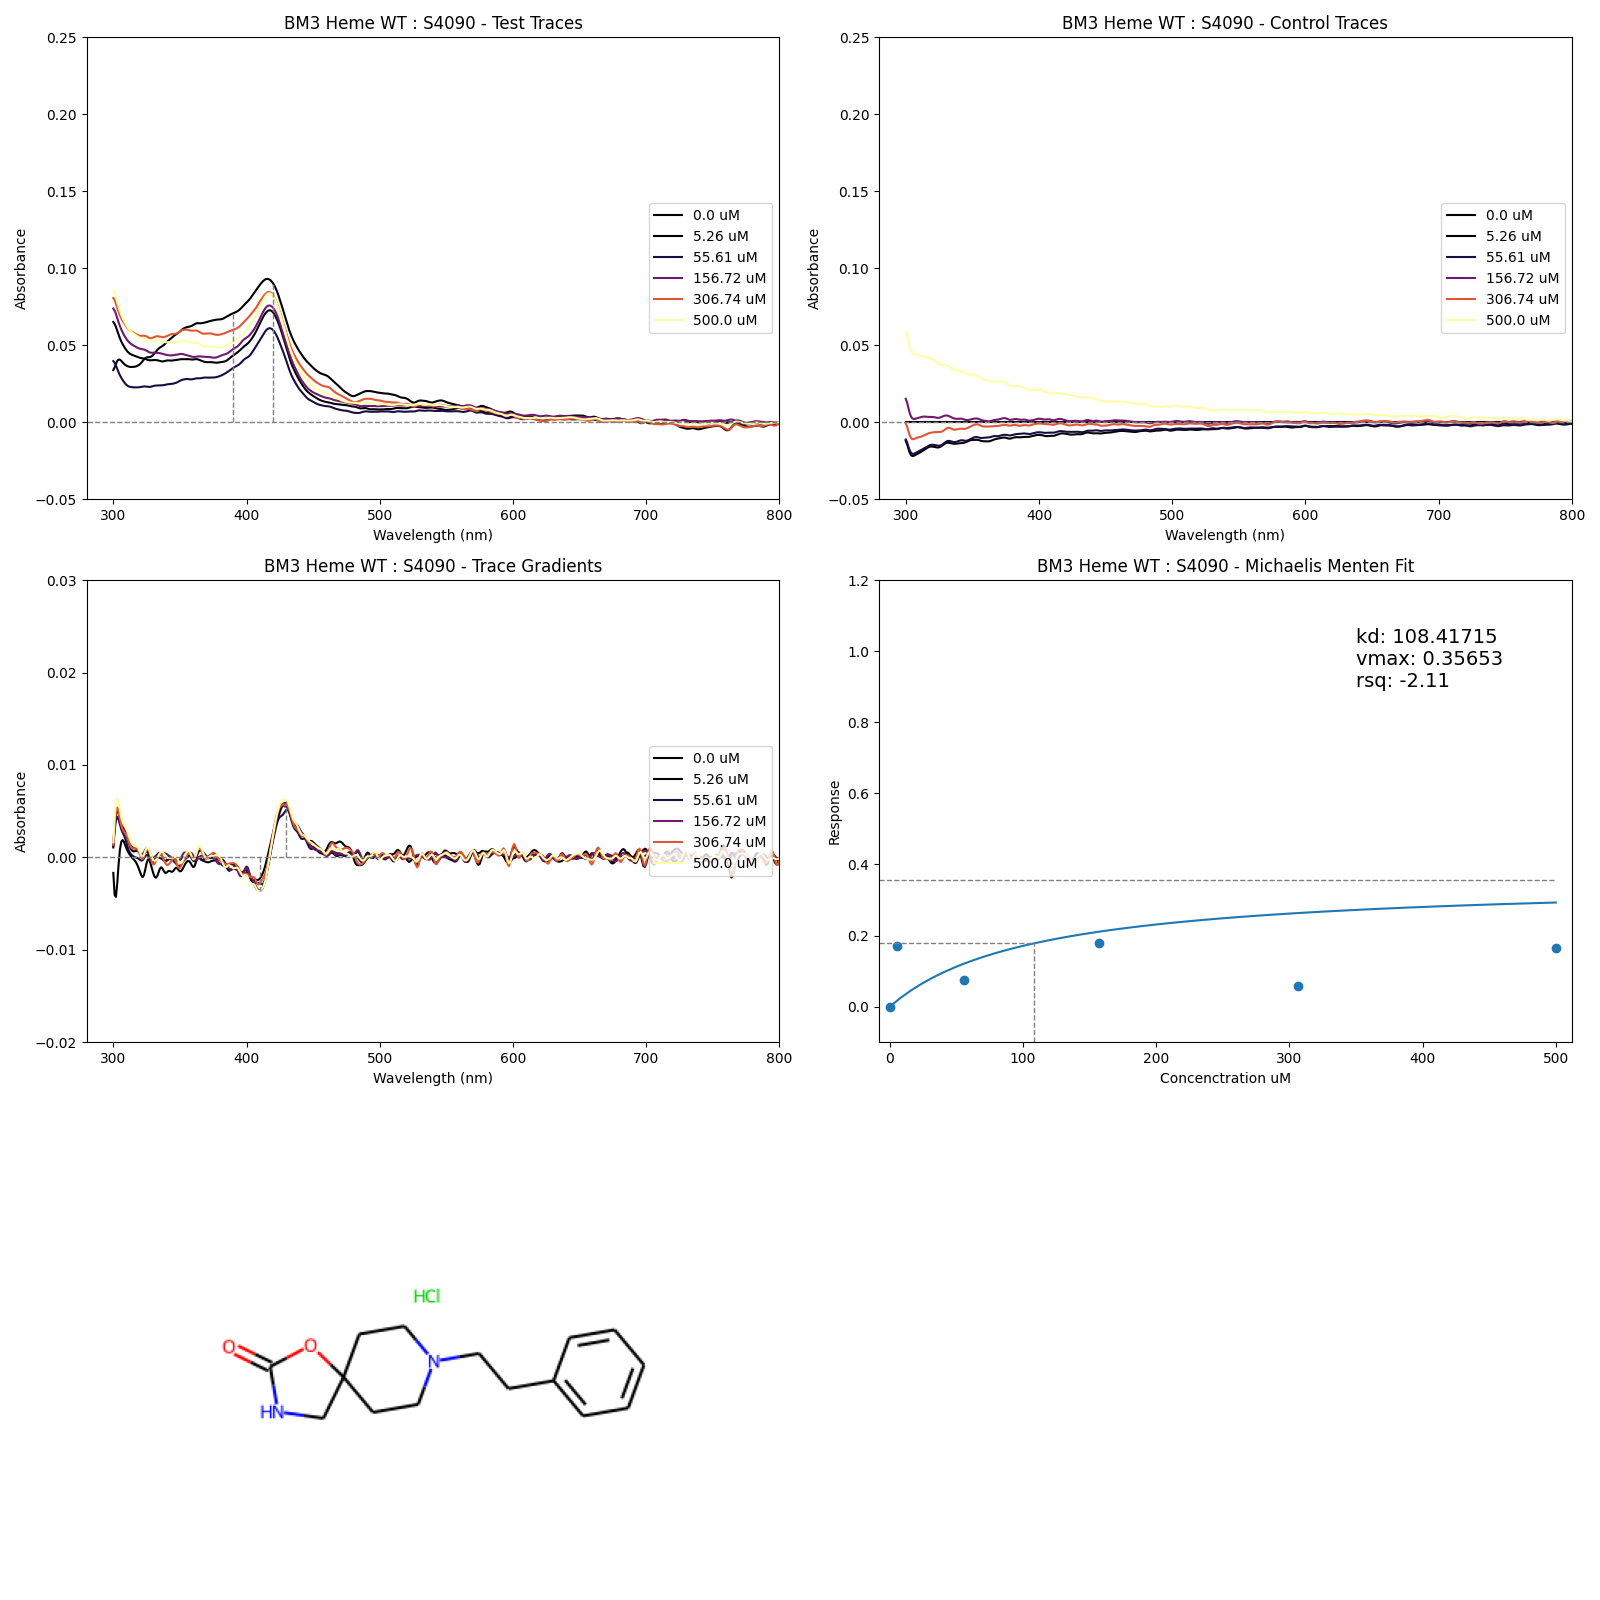 BM3 Heme WT : S4090 - Test Traces
Absorbance
0.25
0.20
0.15
0.10
0.05
0.00
−0.05
300
400
500
600
700
800
Wavelength (nm)
0.0 uM
5.26 uM
55.61 uM
156.72 uM
306.74 uM
500.0 uM
BM3 Heme WT : S4090 - Control Traces
Absorbance
0.25
0.20
0.15
0.10
0.05
0.00
−0.05
300
400
500
600
700
800
Wavelength (nm)
0.0 uM
5.26 uM
55.61 uM
156.72 uM
306.74 uM
500.0 uM
BM3 Heme WT : S4090 - Trace Gradients
Absorbance
0.03
0.02
0.01
0.00
−0.01
−0.02
300
400
500
600
700
800
Wavelength (nm)
0.0 uM
5.26 uM
55.61 uM
156.72 uM
306.74 uM
500.0 uM
BM3 Heme WT : S4090 - Michaelis Menten Fit
Response
1.2
1.0
0.8
0.6
0.4
0.2
0.0
0
100
200
300
400
500
Concenctration uM
kd: 108.41715
vmax: 0.35653
rsq: -2.11
HCl
O
O
N
HN